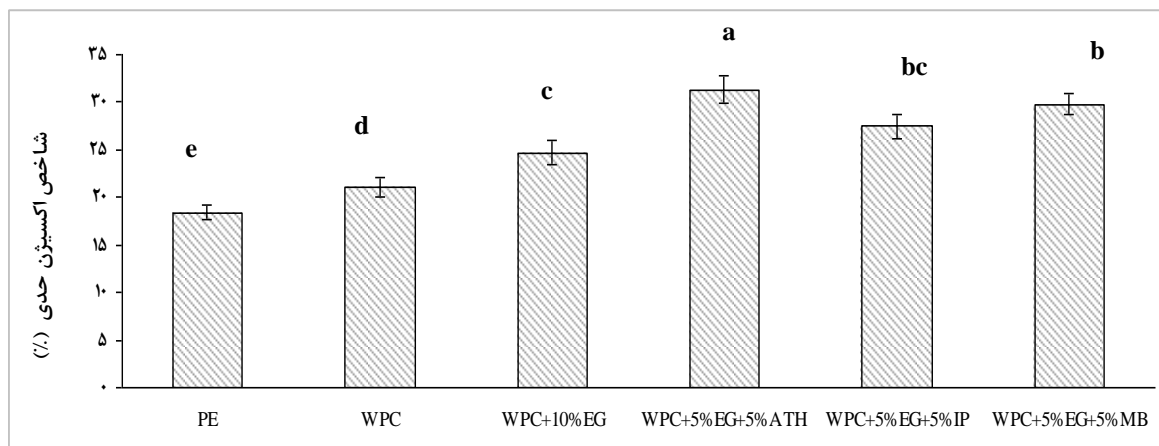 شاخص اکسیژن حدی (٪)
۳۵
۳۰
۲۵
۲۰
۱۵
۱۰
۵
۰
e
d
c
a
bc
b
PE
WPC
WPC+10%EG
WPC+5%EG+5%ATH
WPC+5%EG+5%IP
WPC+5%EG+5%MB